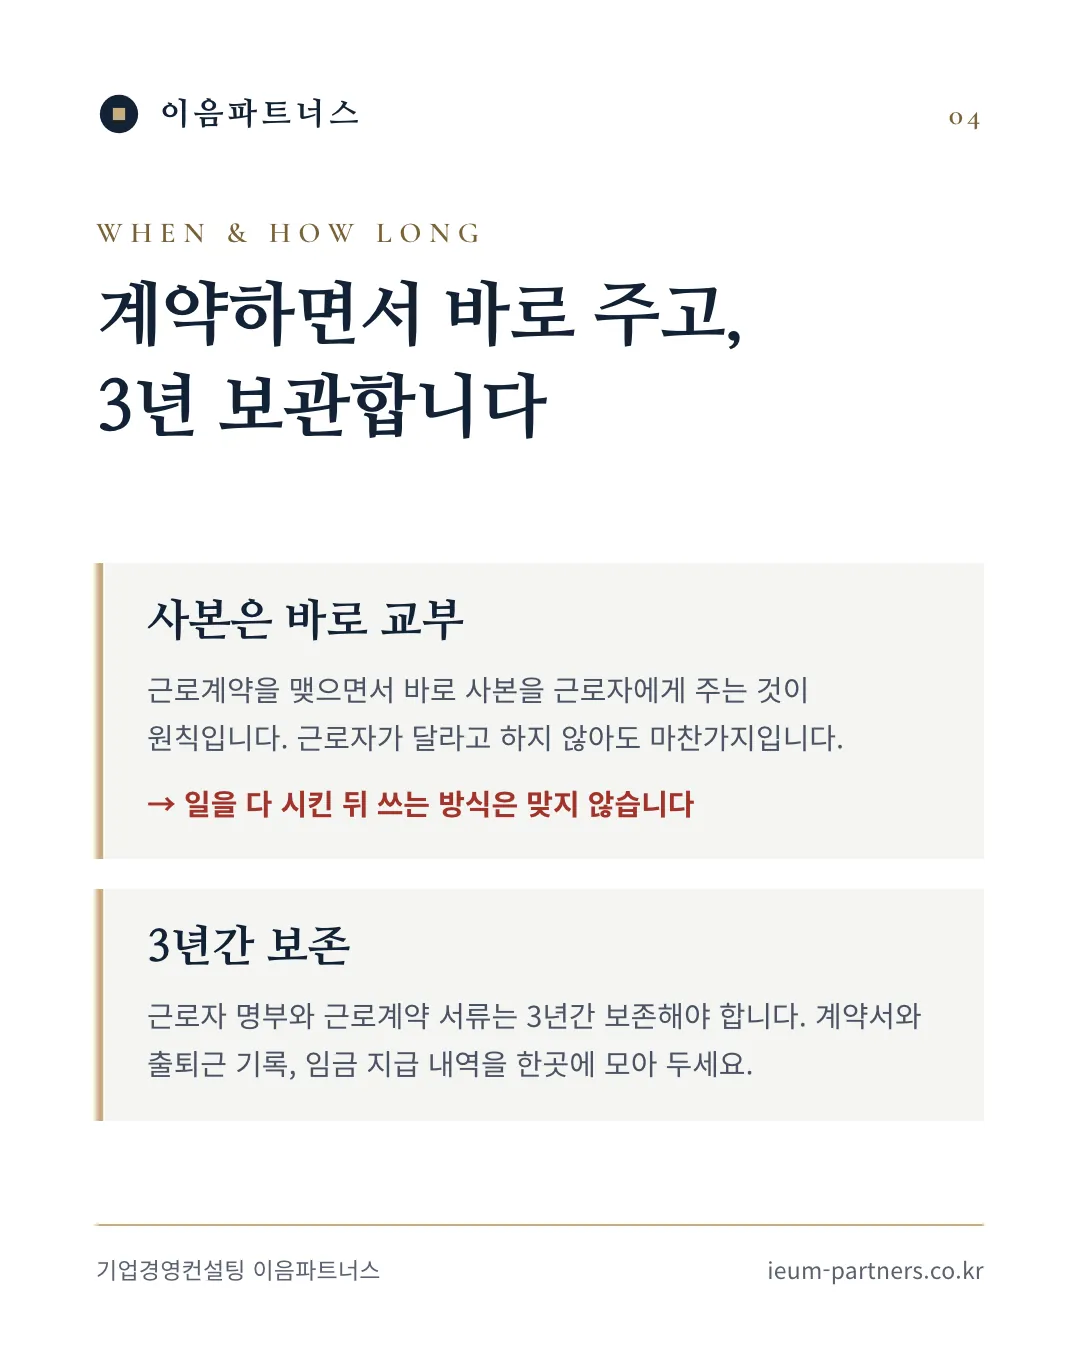 이음파트너스
04
WHEN & HOW LONG
계약하면서 바로 주고,
3년 보관합니다
사본은 바로 교부
근로계약을 맺으면서 바로 사본을 근로자에게 주는 것이
원칙입니다. 근로자가 달라고 하지 않아도 마찬가지입니다.
→ 일을 다 시킨 뒤 쓰는 방식은 맞지 않습니다
3년간 보존
근로자 명부와 근로계약 서류는 3년간 보존해야 합니다. 계약서와
출퇴근 기록, 임금 지급 내역을 한곳에 모아 두세요.
기업경영컨설팅 이음파트너스
ieum-partners.co.kr